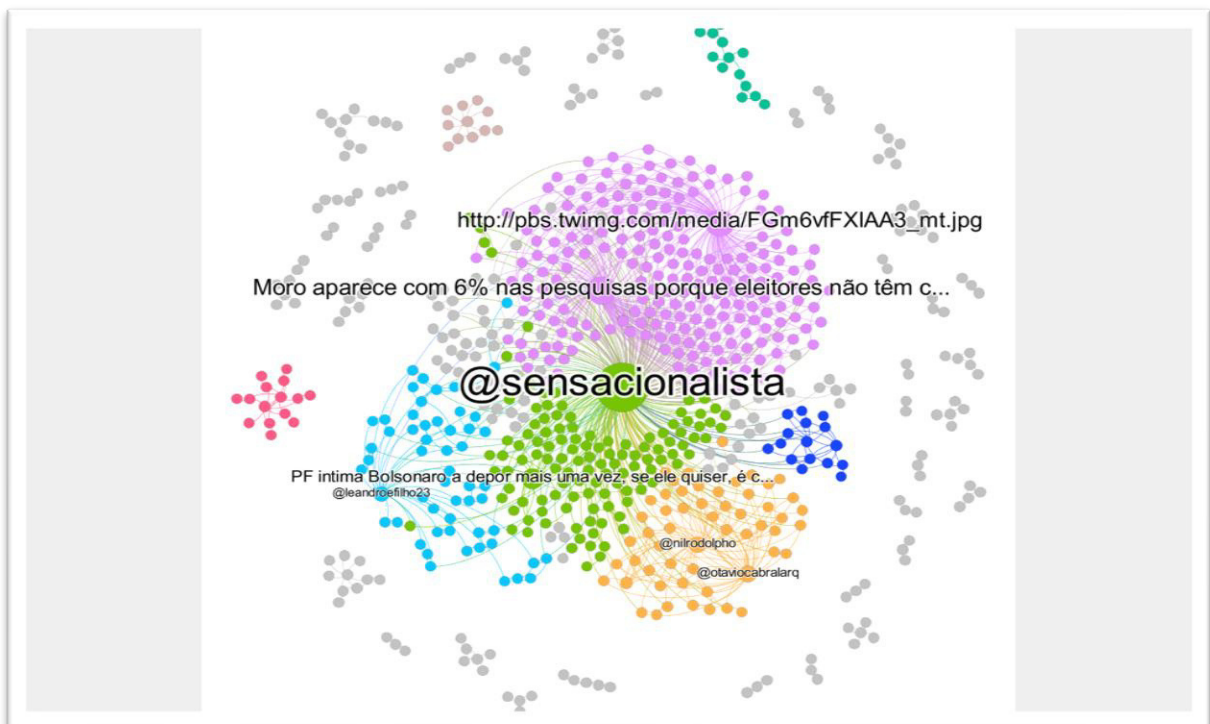 http://pbs.twimg.com/media/FGm6vfFXIAA3_mt.jpg
Moro aparece com 6% nas pesquisas porque eleitores não têm c...
@sensacionalista
PF intima Bolsonaro a depor mais uma vez, se ele quiser, é c...
@leandroefilho23
@nilrodolpho
@otaviocabralarq